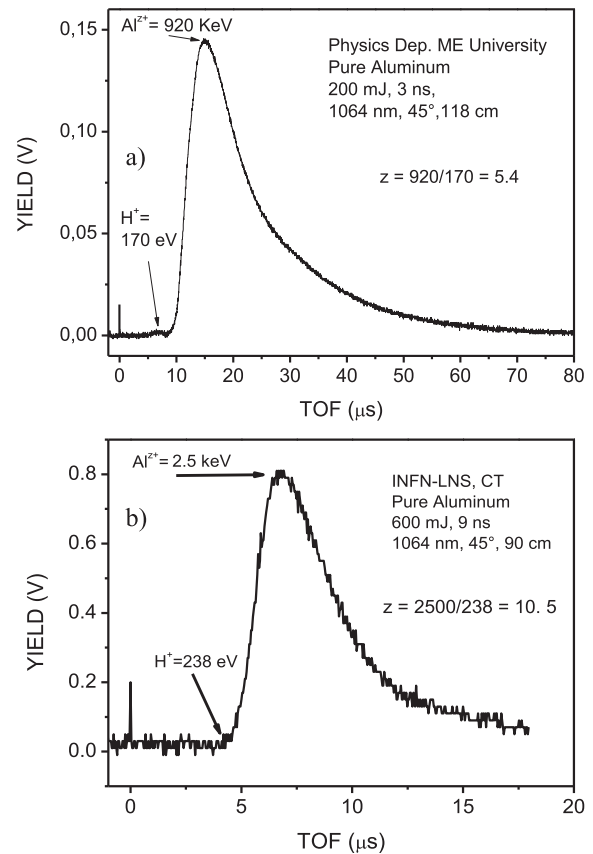 Al^z+= 920 KeV
Physics Dep. ME University
Pure Aluminum
200 mJ, 3 ns,
1064 nm, 45°,118 cm
a)
z = 920/170 = 5.4
H^+=
170 eV
YIELD (V)
0,15
0,10
0,05
0,00
0 10 20 30 40 50 60 70 80
TOF (μs)
Al^z+= 2.5 keV
INFN-LNS, CT
Pure Aluminum
600 mJ, 9 ns
1064 nm, 45°, 90 cm
b)
z = 2500/238 = 10. 5
H^+=238 eV
YIELD (V)
0.8
0.6
0.4
0.2
0.0
0 5 10 15 20
TOF (μs)